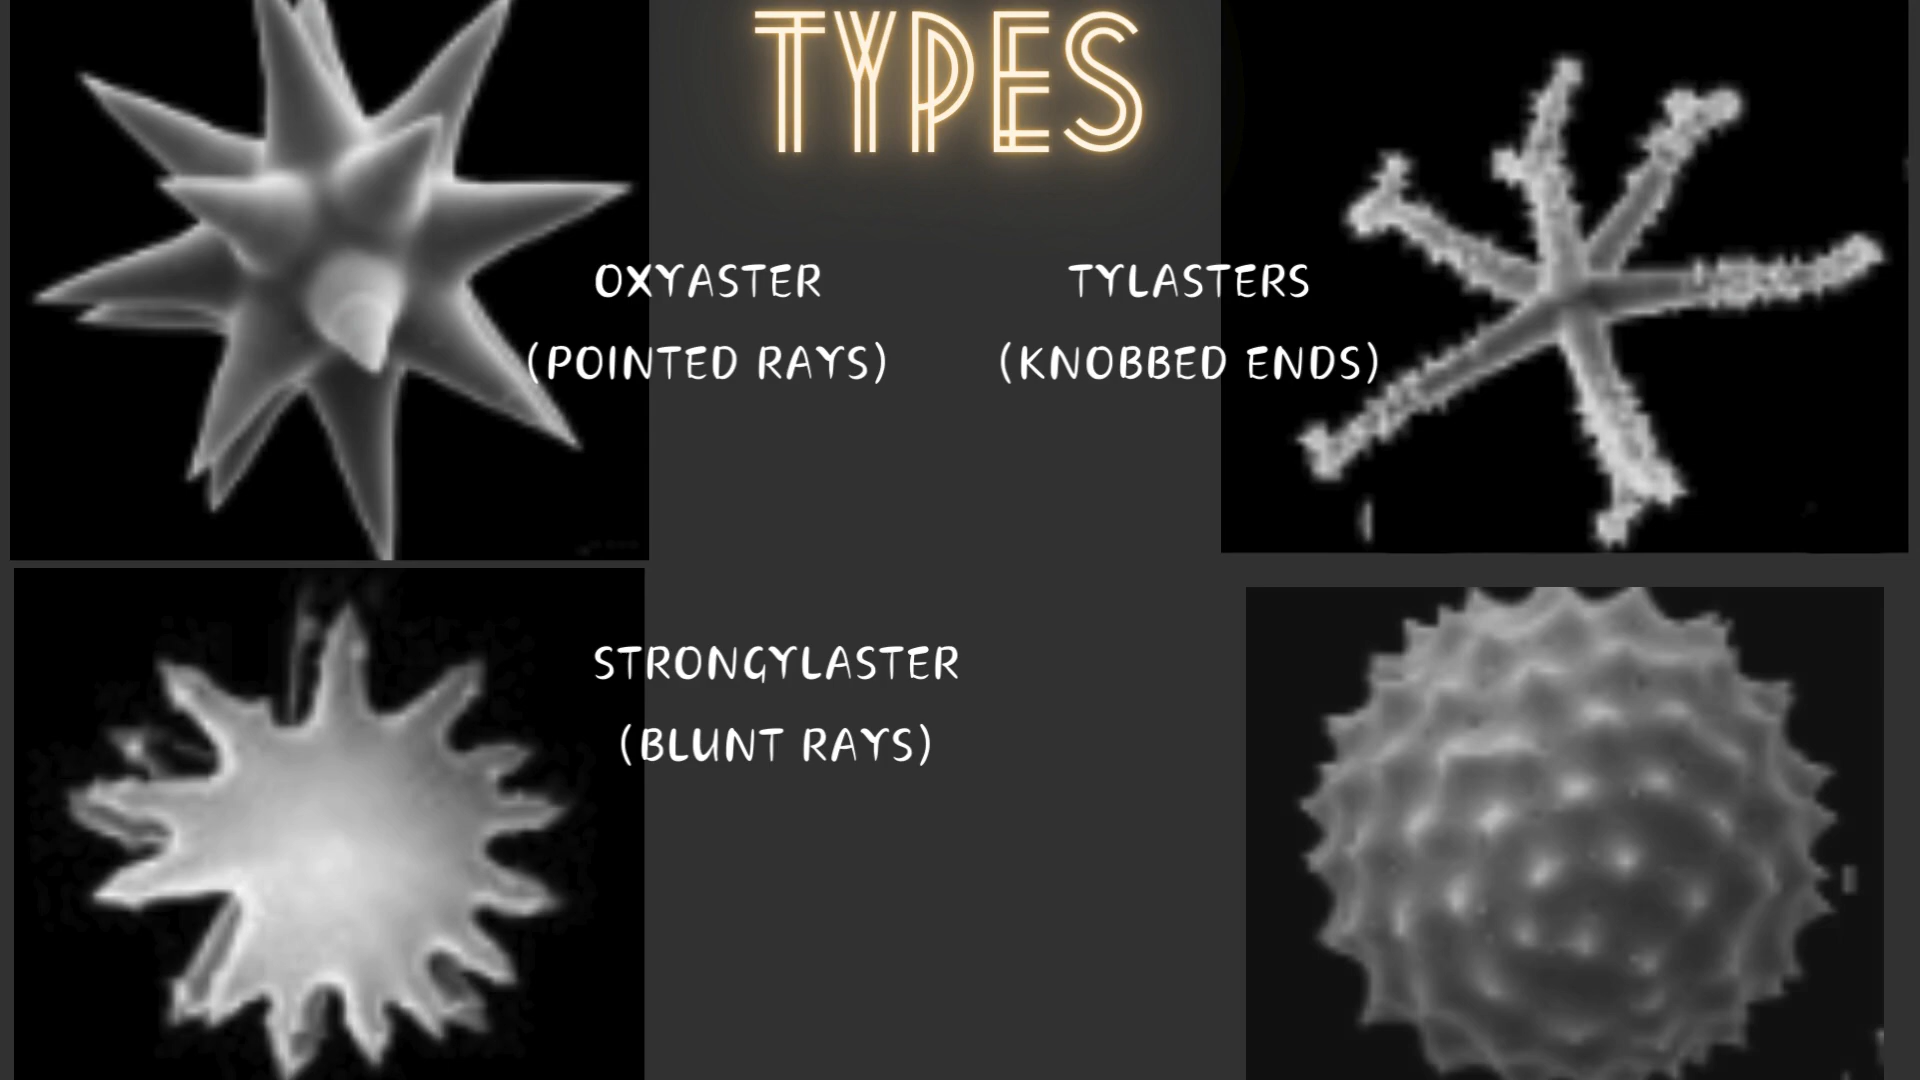 TYPES
OXYASTER
(POINTED RAYS)
TYLASTERS
(KNOBBED ENDS)
STRONGYLASTER
(BLUNT RAYS)